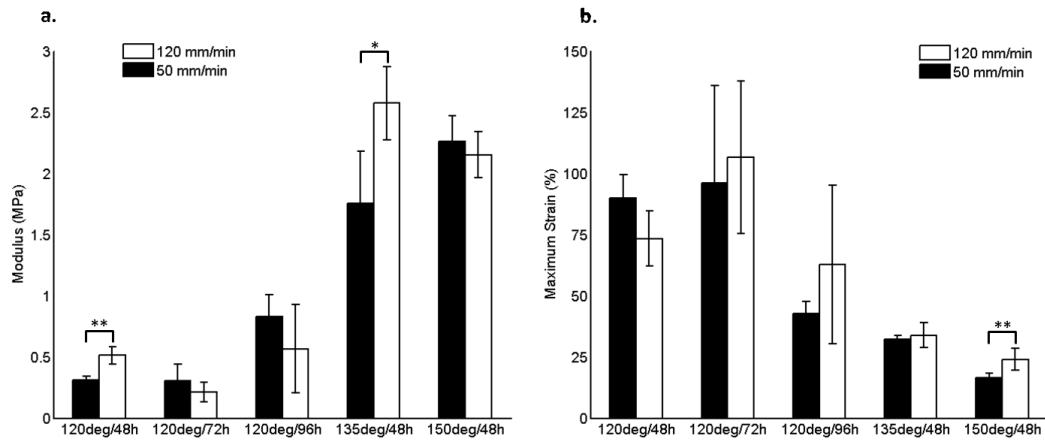 a.
120 mm/min
50 mm/min
Modulus (MPa)
3
2.5
2
1.5
1
0.5
0
**
*
120deg/48h 120deg/72h 120deg/96h 135deg/48h 150deg/48h
b.
120 mm/min
50 mm/min
Maximum Strain (%)
150
125
100
75
50
25
0
**
120deg/48h 120deg/72h 120deg/96h 135deg/48h 150deg/48h